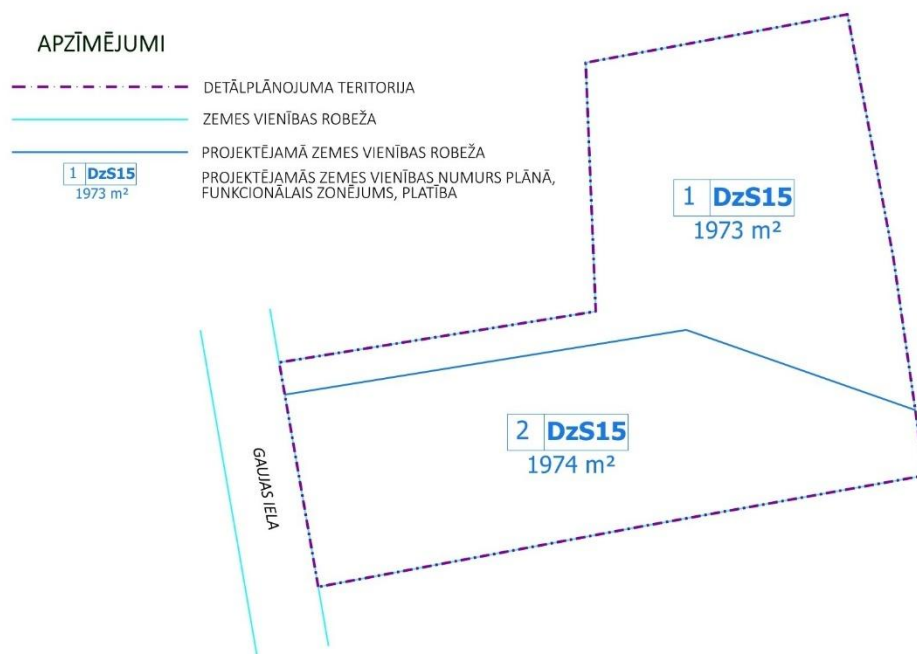 APZĪMĒJUMI
DETĀLPLĀNOJUMA TERITORIJA
ZEMES VIENĪBAS ROBEŽA
PROJEKTĒJAMĀ ZEMES VIENĪBAS ROBEŽA
1 DzS15
1973 m²
PROJEKTĒJAMĀS ZEMES VIENĪBAS NUMURS PLĀNĀ,
FUNKCIONĀLAIS ZONĒJUMS, PLATĪBA
1 DzS15
1973 m²
2 DzS15
1974 m²
GAUJAS IELA